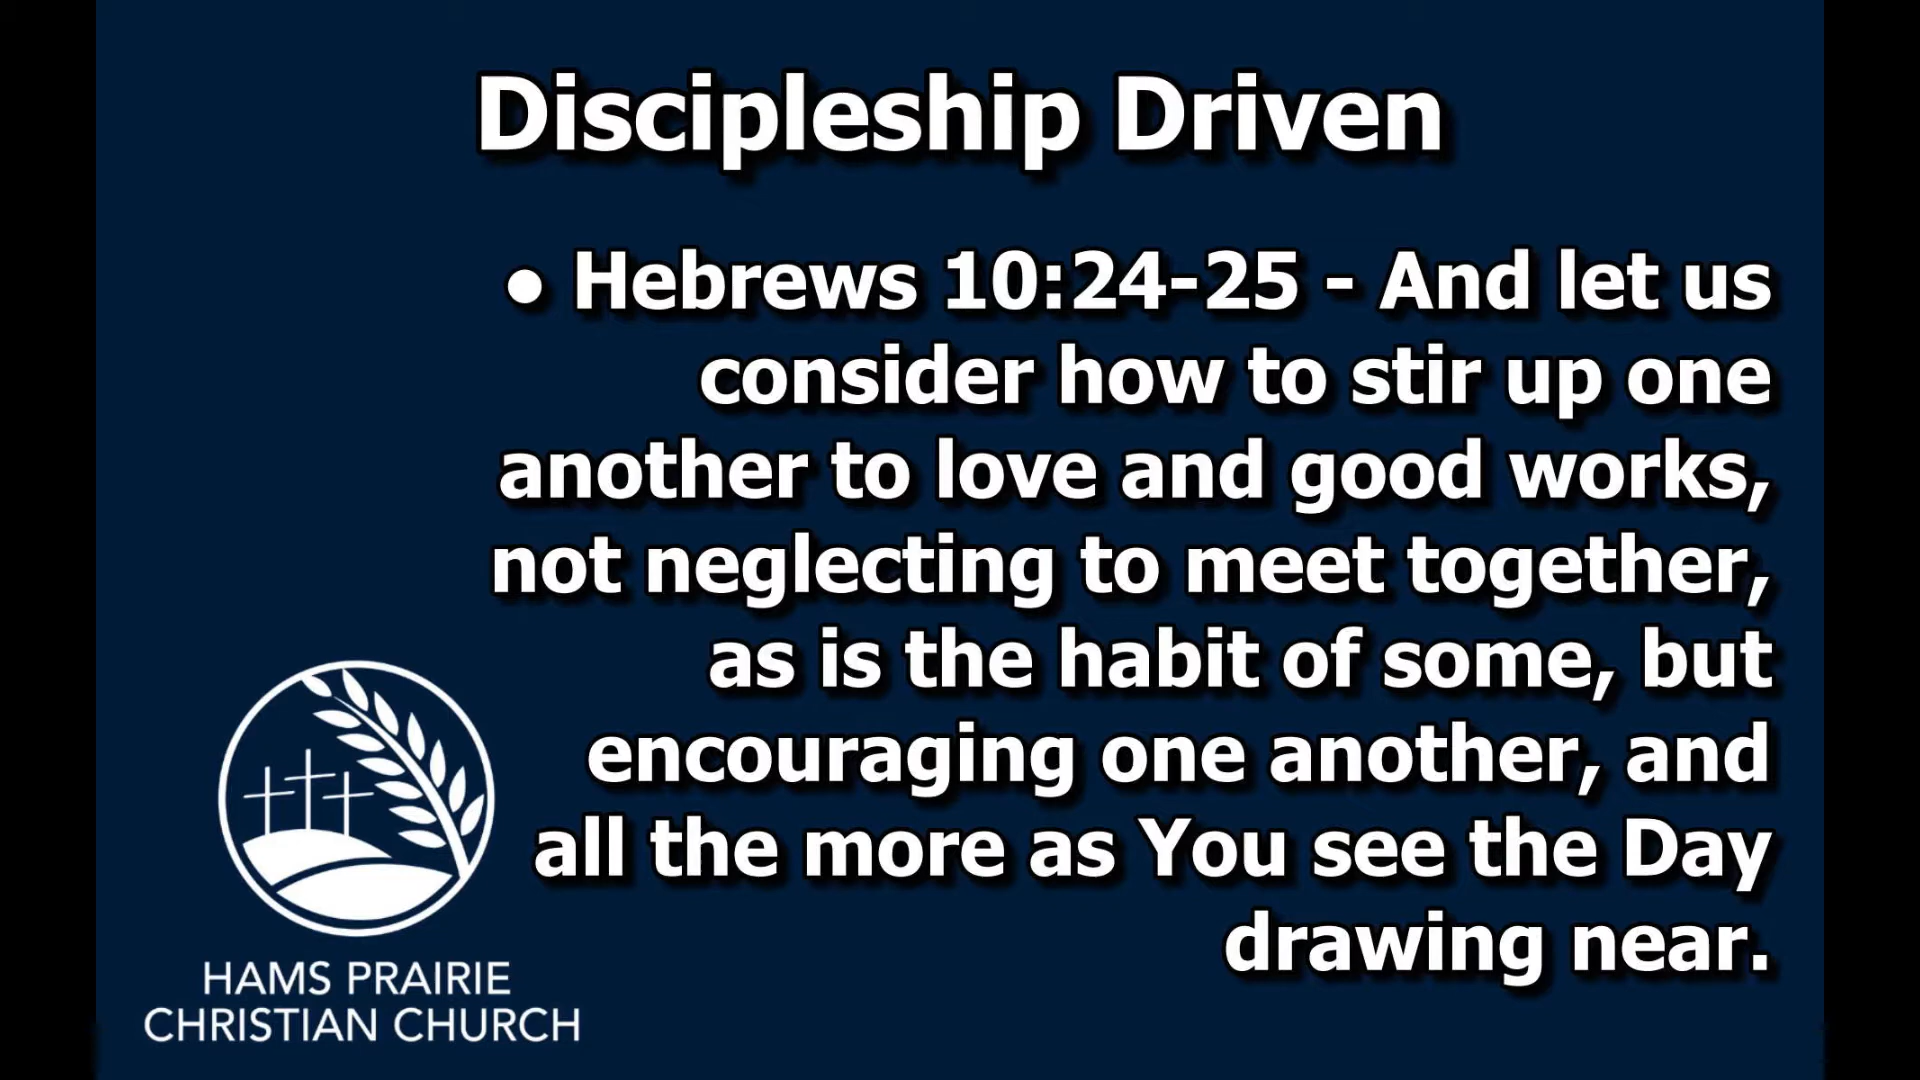 Discipleship Driven
● Hebrews 10:24-25 - And let us
consider how to stir up one
another to love and good works,
not neglecting to meet together,
as is the habit of some, but
encouraging one another, and
all the more as You see the Day
drawing near.
HAMS PRAIRIE
CHRISTIAN CHURCH